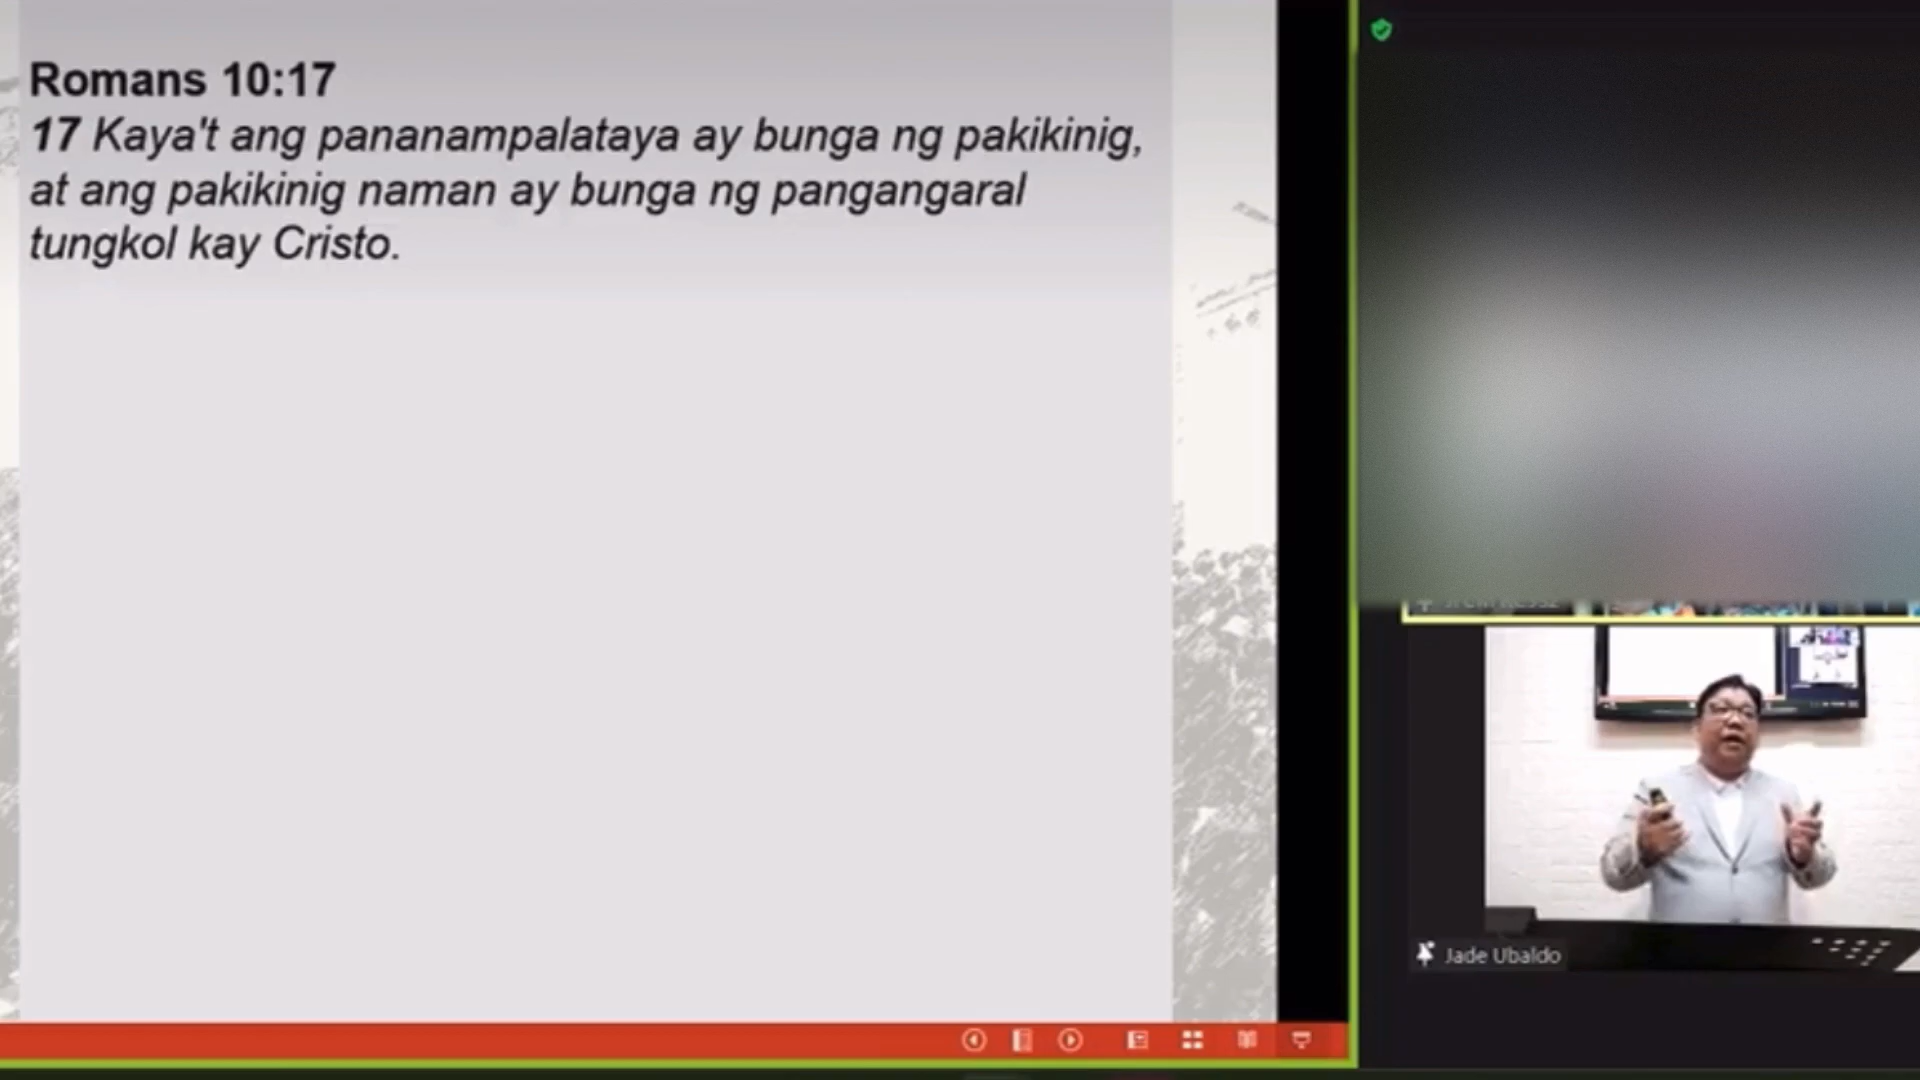 Romans 10:17
17 Kaya't ang pananampalataya ay bunga ng pakikinig,
at ang pakikinig naman ay bunga ng pangangaral
tungkol kay Cristo.
Jade Ubaldo